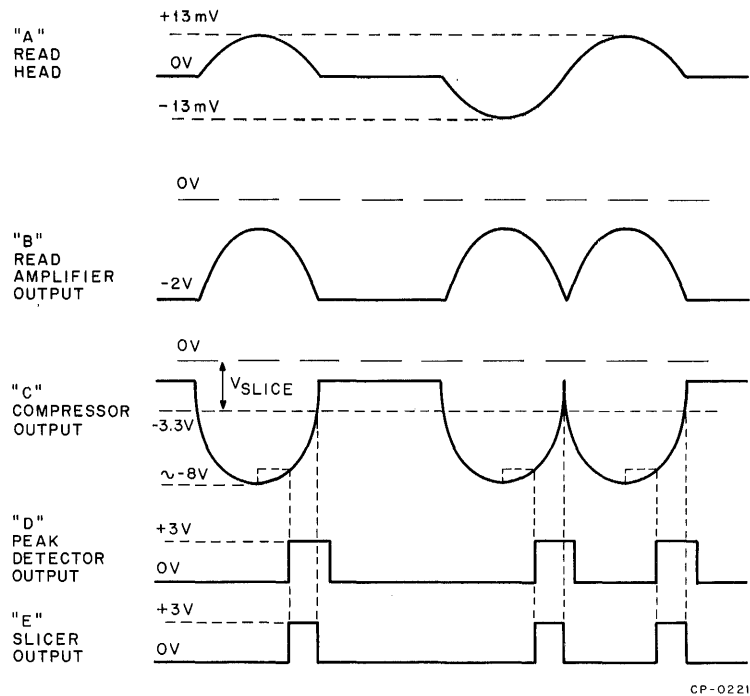 +13mV
"A"
READ
HEAD
0V
-13mV
0V
"B"
READ
AMPLIFIER
OUTPUT
-2V
0V
VSLICE
"C"
COMPRESSOR
OUTPUT
-3.3V
~-8V
"D"
PEAK
DETECTOR
OUTPUT
+3V
0V
"E"
SLICER
OUTPUT
+3V
0V
CP-0221